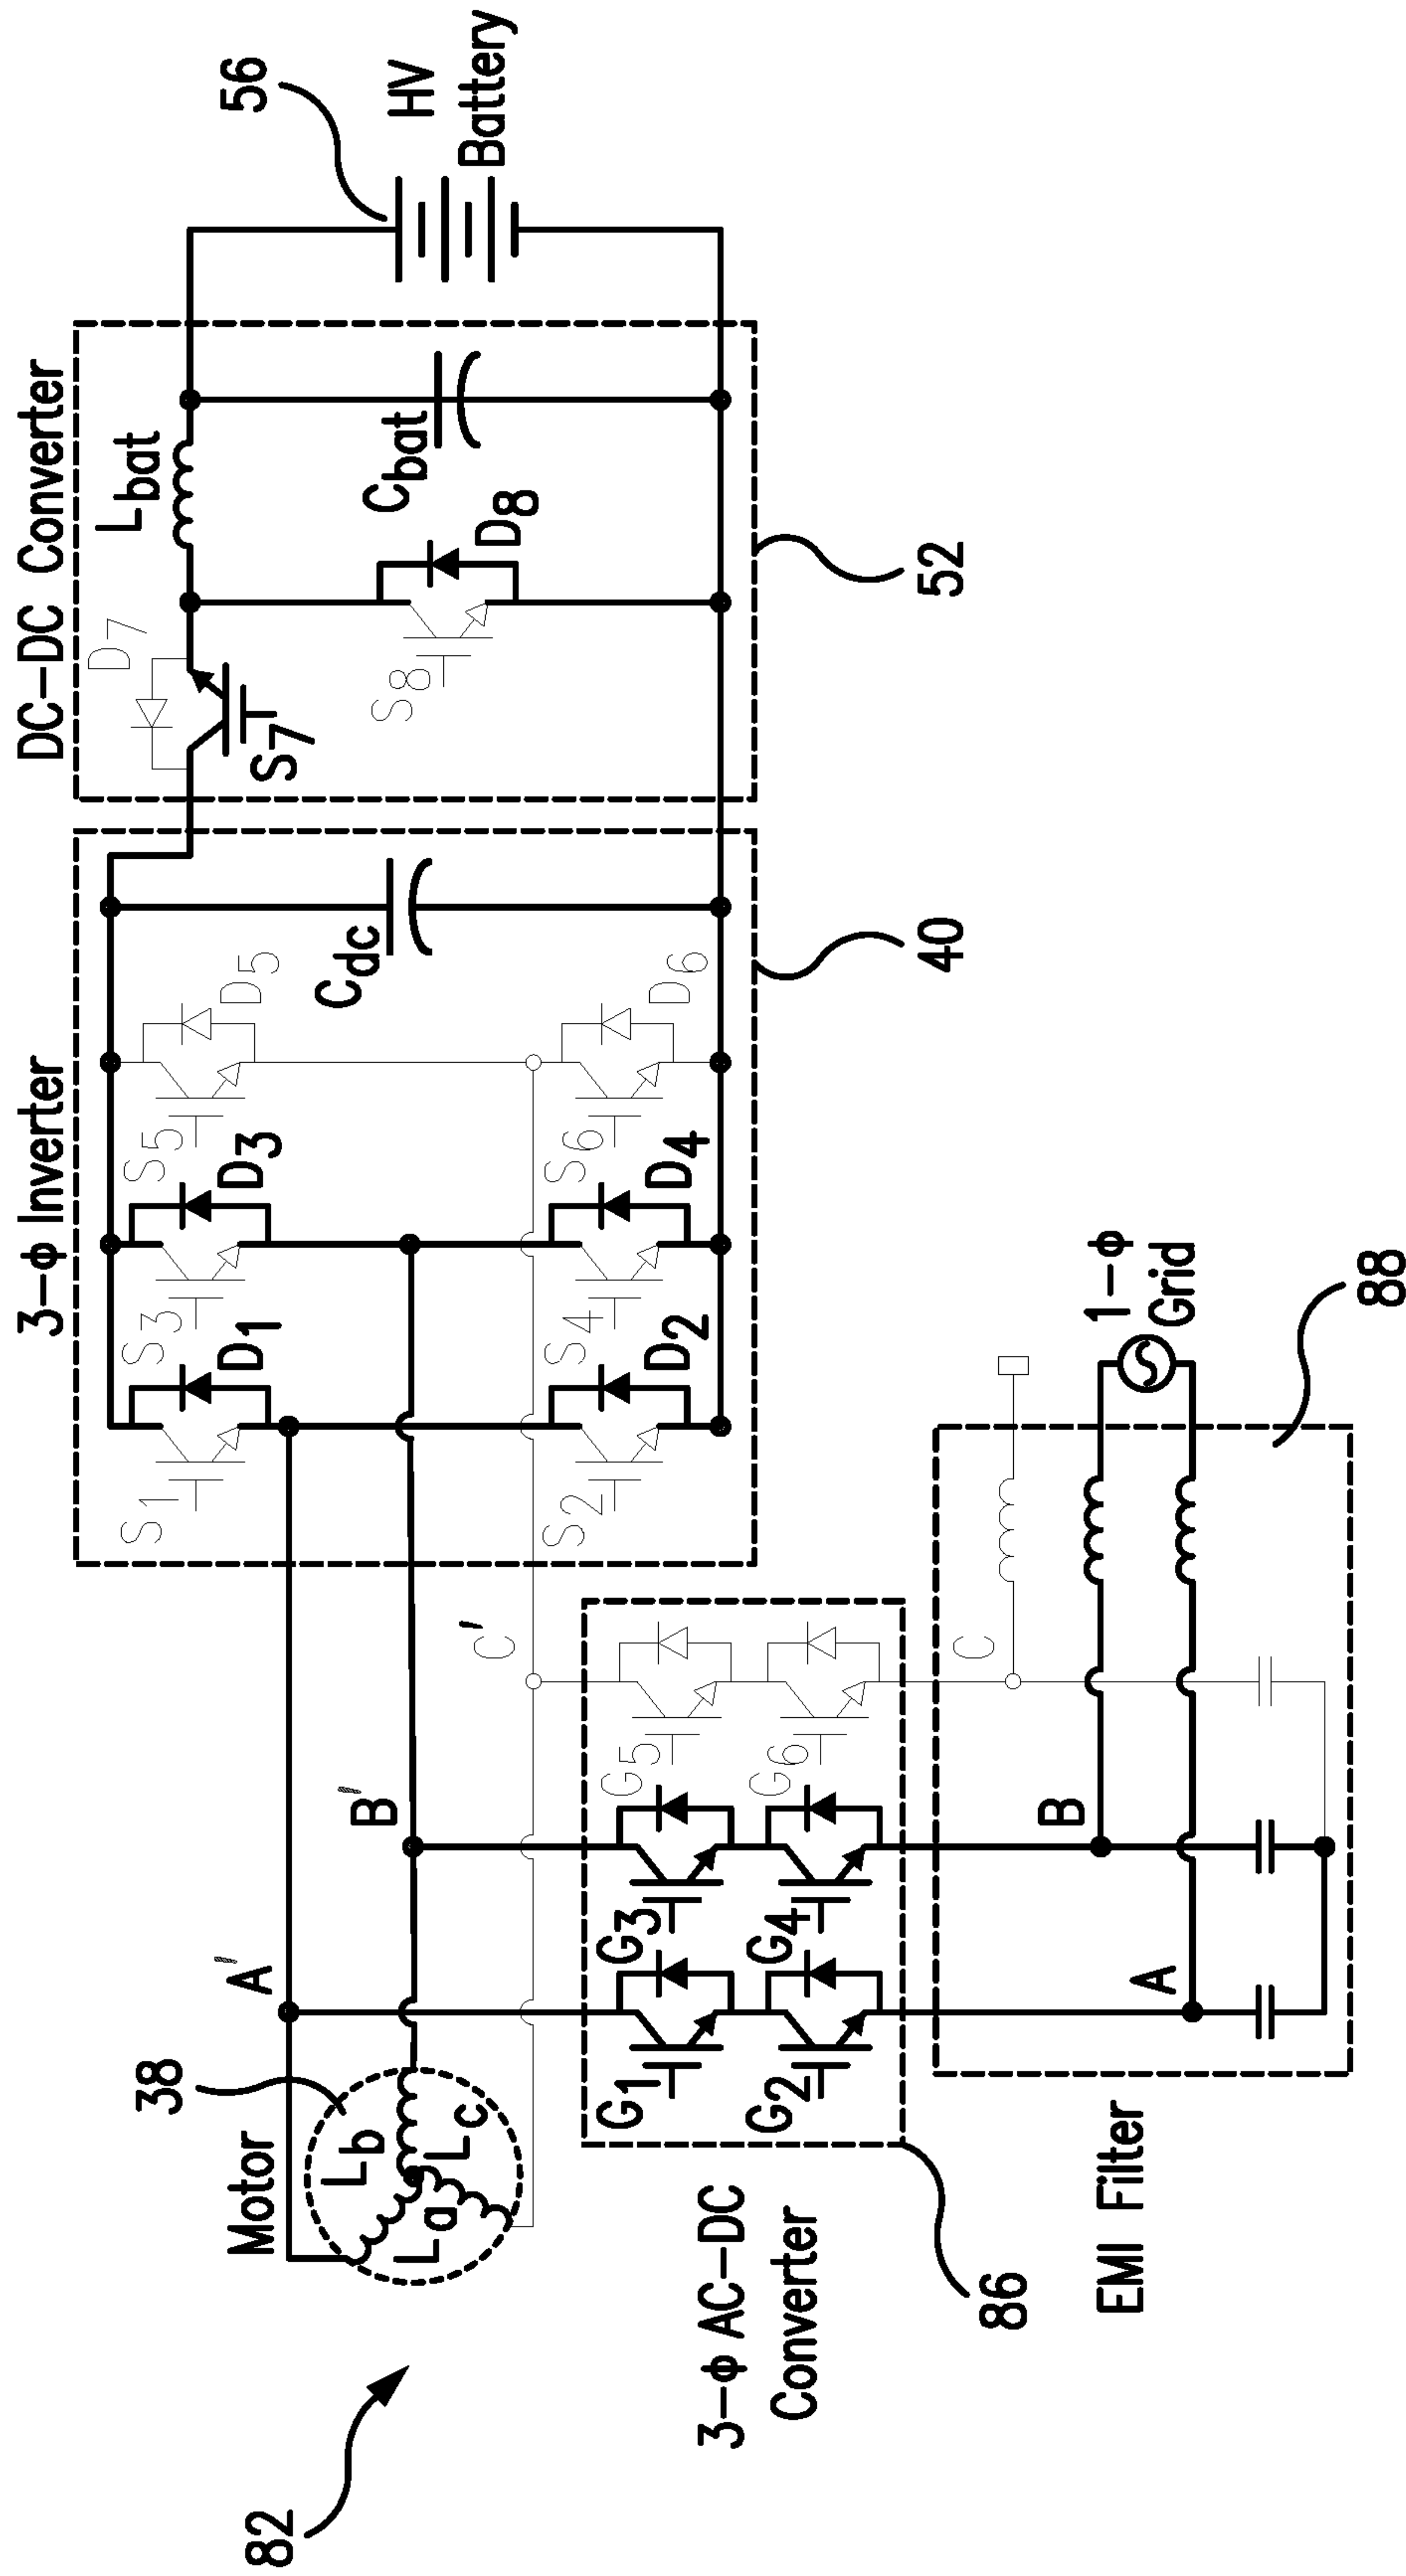 82
Motor
38
L_b
L_a
L_c
A'
B'
C'
3-ϕ Inverter
S_1
D_1
S_3
D_3
S_5
D_5
S_2
D_2
S_4
D_4
S_6
D_6
C_dc
40
DC-DC Converter
D_7
S_7
L_bat
S_8
D_8
C_bat
52
56
HV
Battery
3-ϕ AC-DC
Converter
86
G_1
G_3
G_5
G_2
G_4
G_6
EMI Filter
A
B
C
1-ϕ
Grid
88